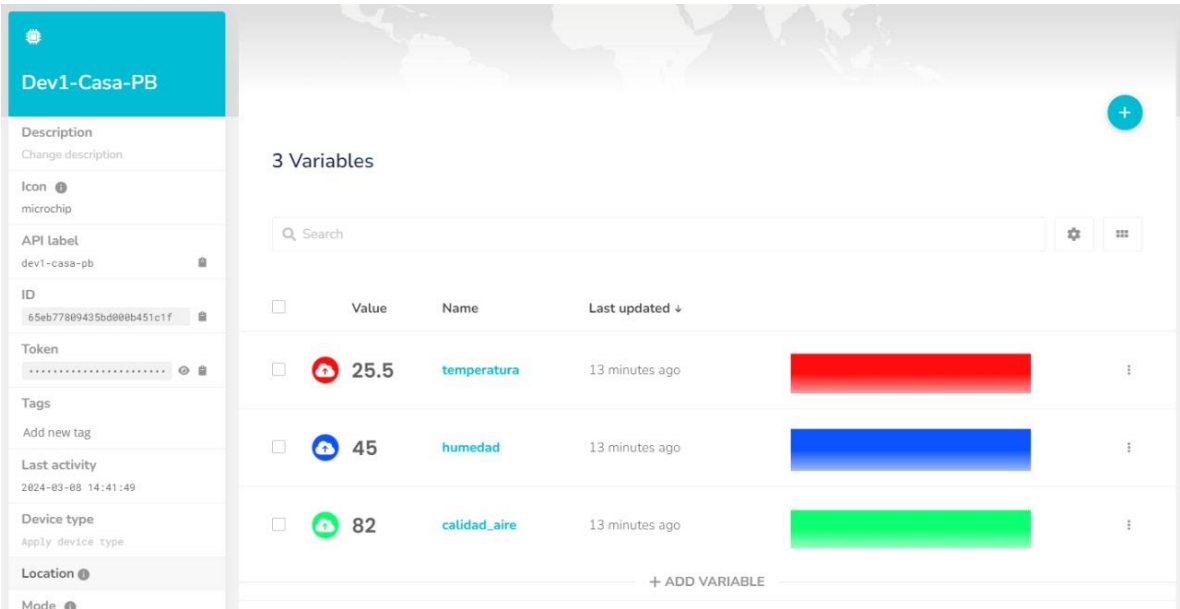 Dev1-Casa-PB
Description
Change description
Icon
microchip
API label
dev1-casa-pb
ID
65eb77809435bd000b451c1f
Token
.......................
Tags
Add new tag
Last activity
2024-03-08 14:41:49
Device type
Apply device type
Location
Mode
3 Variables
Search
Value Name Last updated ↓
25.5 temperatura 13 minutes ago
45 humedad 13 minutes ago
82 calidad_aire 13 minutes ago
+ ADD VARIABLE